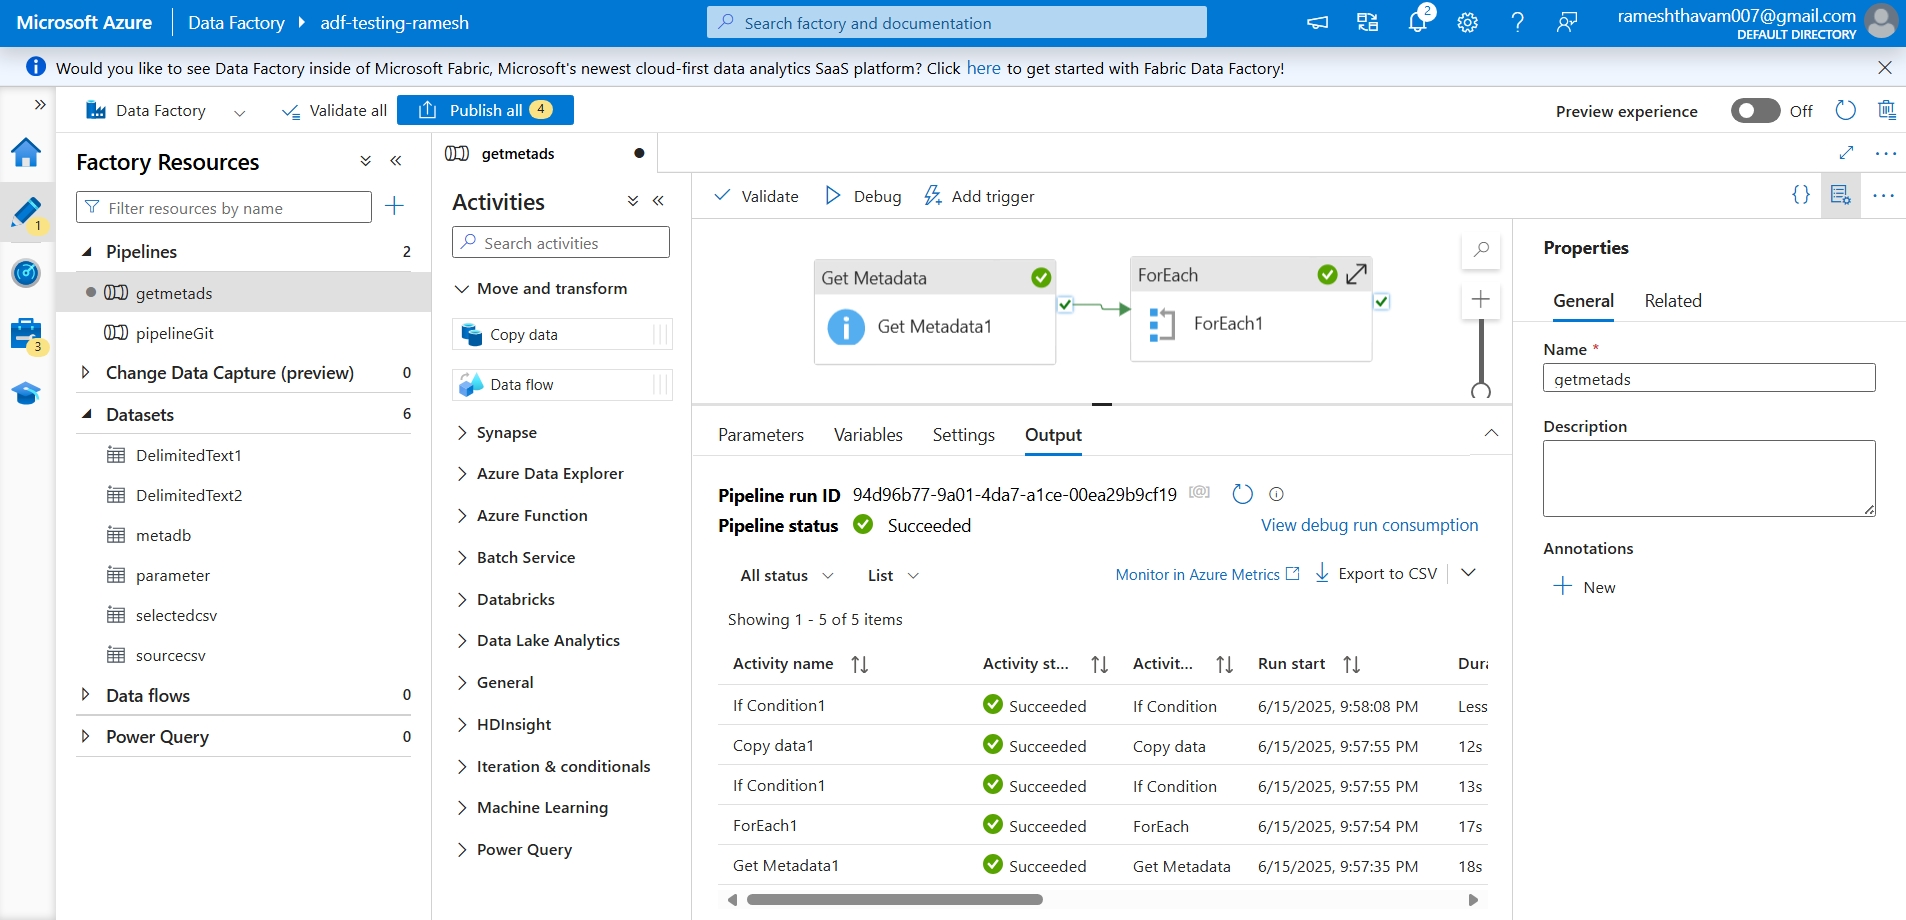 Microsoft Azure Data Factory adf-testing-ramesh Search factory and documentation 2 rameshthavam007@gmail.com
DEFAULT DIRECTORY
Would you like to see Data Factory inside of Microsoft Fabric, Microsoft's newest cloud-first data analytics SaaS platform? Click here to get started with Fabric Data Factory!
Data Factory Validate all Publish all 4 Preview experience Off
Factory Resources
Filter resources by name
1
Pipelines 2
getmetads
pipelineGit
3
Change Data Capture (preview) 0
Datasets 6
DelimitedText1
DelimitedText2
metadb
parameter
selectedcsv
sourcecsv
Data flows 0
Power Query 0
getmetads
Activities
Search activities
Move and transform
Copy data
Data flow
Synapse
Azure Data Explorer
Azure Function
Batch Service
Databricks
Data Lake Analytics
General
HDInsight
Iteration & conditionals
Machine Learning
Power Query
Validate Debug Add trigger
Get Metadata
Get Metadata1
ForEach
ForEach1
Parameters Variables Settings Output
Pipeline run ID 94d96b77-9a01-4da7-a1ce-00ea29b9cf19
Pipeline status Succeeded View debug run consumption
All status List Monitor in Azure Metrics Export to CSV
Showing 1 - 5 of 5 items
Activity name Activity st... Activit... Run start Dura
If Condition1 Succeeded If Condition 6/15/2025, 9:58:08 PM Less
Copy data1 Succeeded Copy data 6/15/2025, 9:57:55 PM 12s
If Condition1 Succeeded If Condition 6/15/2025, 9:57:55 PM 13s
ForEach1 Succeeded ForEach 6/15/2025, 9:57:54 PM 17s
Get Metadata1 Succeeded Get Metadata 6/15/2025, 9:57:35 PM 18s
Properties
General Related
Name *
getmetads
Description
Annotations
New